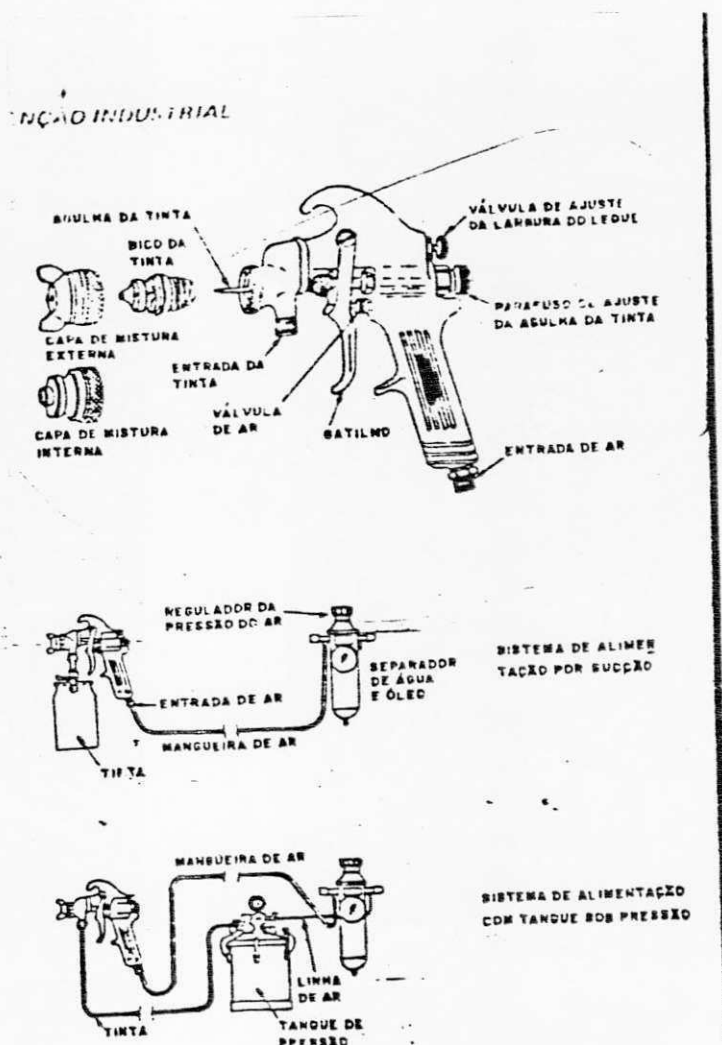 NÇÃO INDUSTRIAL
AGULHA DA TINTA
BICO DA
TINTA
VÁLVULA DE AJUSTE
DA LARGURA DO LEQUE
CAPA DE MISTURA
EXTERNA
ENTRADA DA
TINTA
PARAFUSO DE AJUSTE
DA AGULHA DA TINTA
CAPA DE MISTURA
INTERNA
VÁLVULA
DE AR
GATILHO
ENTRADA DE AR
REGULADOR DA
PRESSÃO DO AR
SEPARADOR
DE ÁGUA
E ÓLEO
SISTEMA DE ALIMEN
TAÇÃO POR SUCÇÃO
ENTRADA DE AR
MANGUEIRA DE AR
TINTA
MANGUEIRA DE AR
SISTEMA DE ALIMENTAÇÃO
COM TANQUE SOB PRESSÃO
LINHA
DE AR
TINTA
TANQUE DE
PRESSÃO